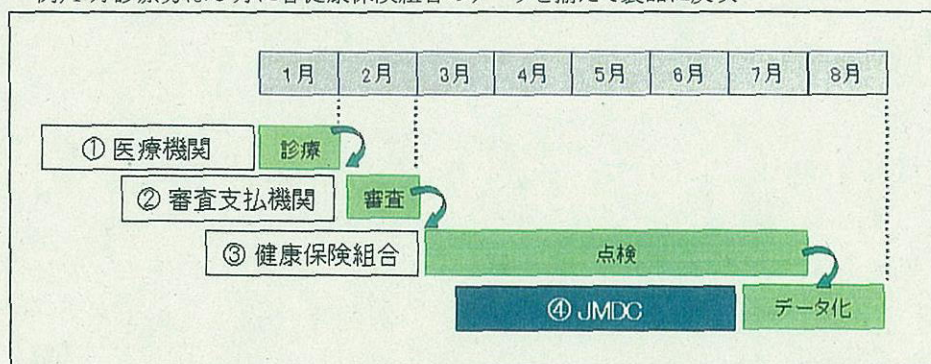 1月 2月 3月 4月 5月 6月 7月 8月
① 医療機関 診療
② 審査支払機関 審査
③ 健康保険組合 点検
④ JMDC データ化